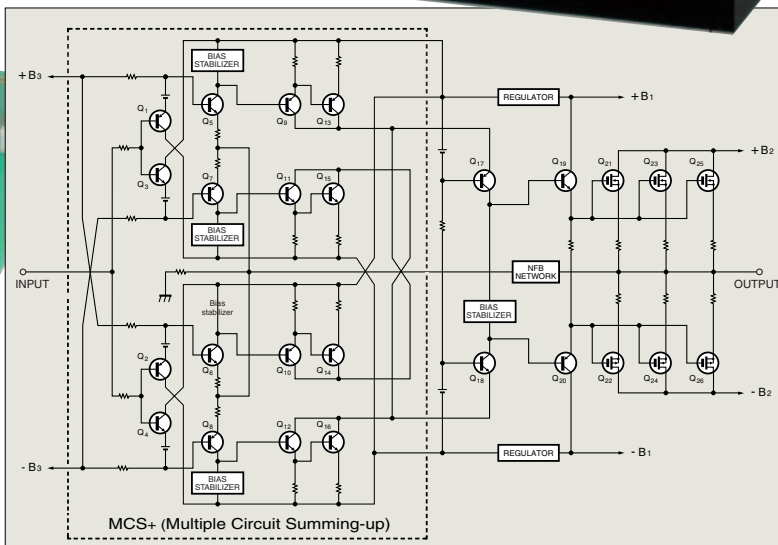 BIAS
STABILIZER
+B3
REGULATOR
+B1
Q1
Q5
Q9
Q13
Q17
Q19
Q21
Q23
Q25
+B2
Q3
Q7
Q11
Q15
BIAS
STABILIZER
INPUT
NFB
NETWORK
OUTPUT
Bias
stabilizer
BIAS
STABILIZER
Q2
Q6
Q10
Q14
Q18
Q20
Q22
Q24
Q26
- B2
Q4
Q8
Q12
Q16
- B3
REGULATOR
- B1
BIAS
STABILIZER
MCS+ (Multiple Circuit Summing-up)